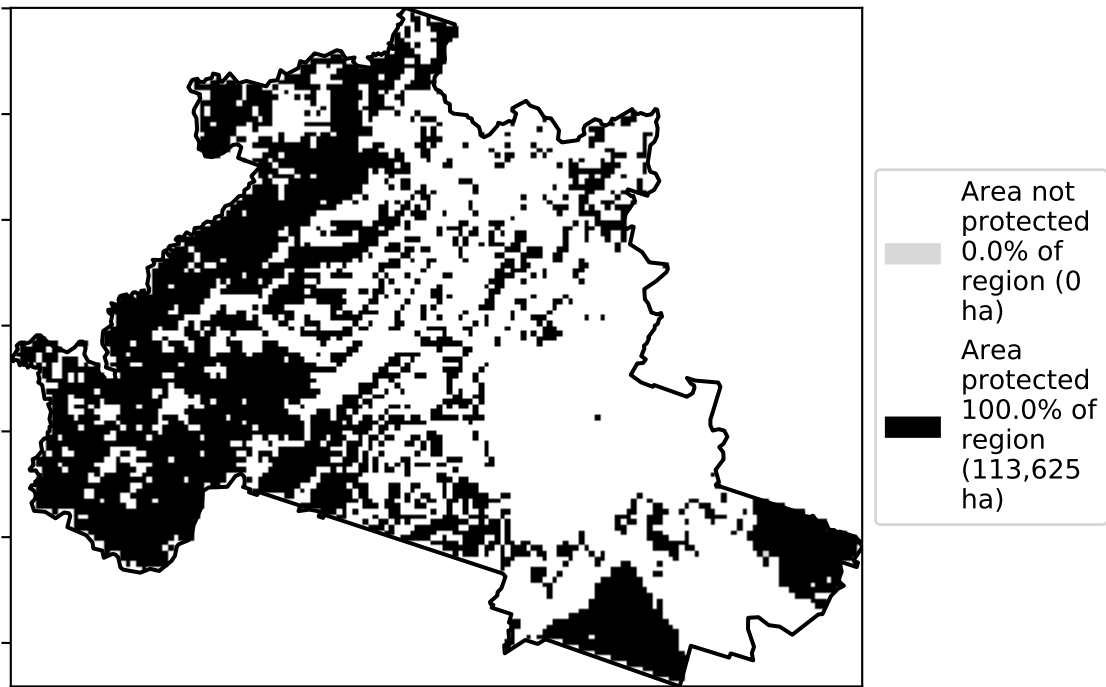 Area not
protected
0.0% of
region (0
ha)
Area
protected
100.0% of
region
(113,625
ha)